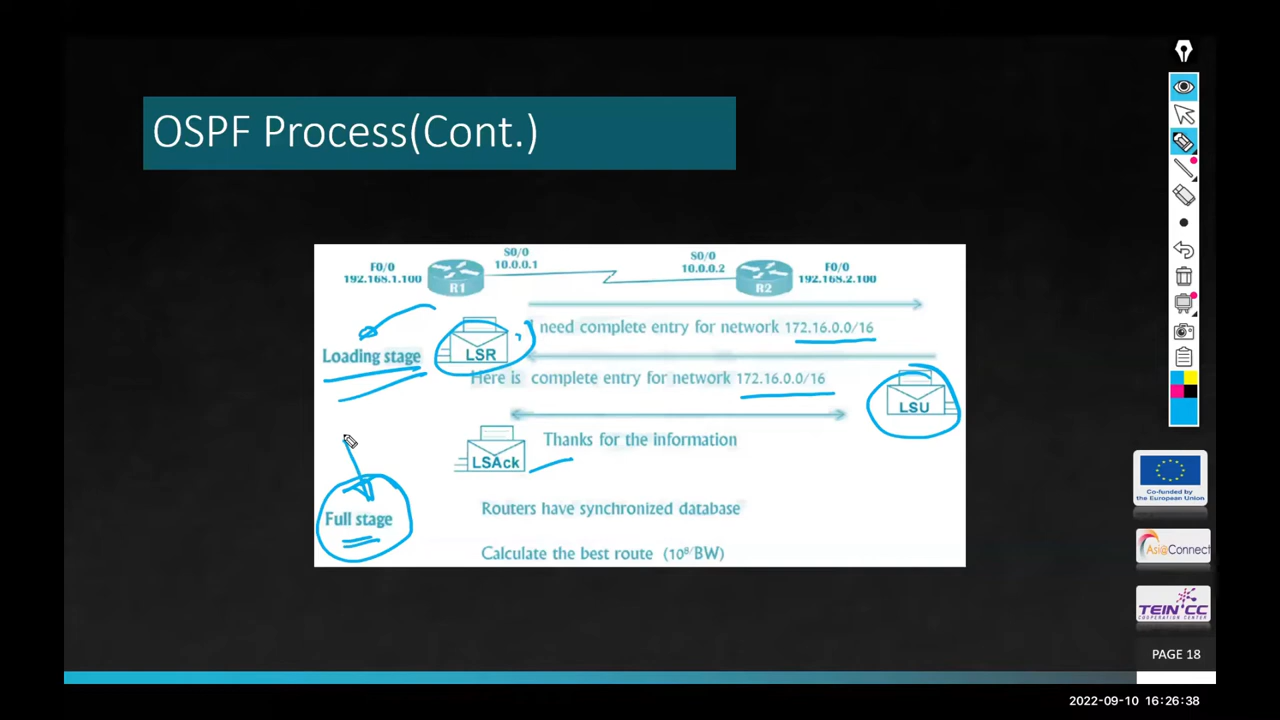 OSPF Process(Cont.)
S0/0
10.0.0.1
S0/0
10.0.0.2
F0/0
192.168.1.100
F0/0
192.168.2.100
R1
R2
I need complete entry for network 172.16.0.0/16
Loading stage
LSR
Here is complete entry for network 172.16.0.0/16
LSU
Thanks for the information
LSAck
Routers have synchronized database
Full stage
Calculate the best route (10⁸/BW)
Co-funded by
the European Union
Asi@Connect
TEIN*CC
COOPERATION CENTER
PAGE 18
2022-09-10 16:26:38